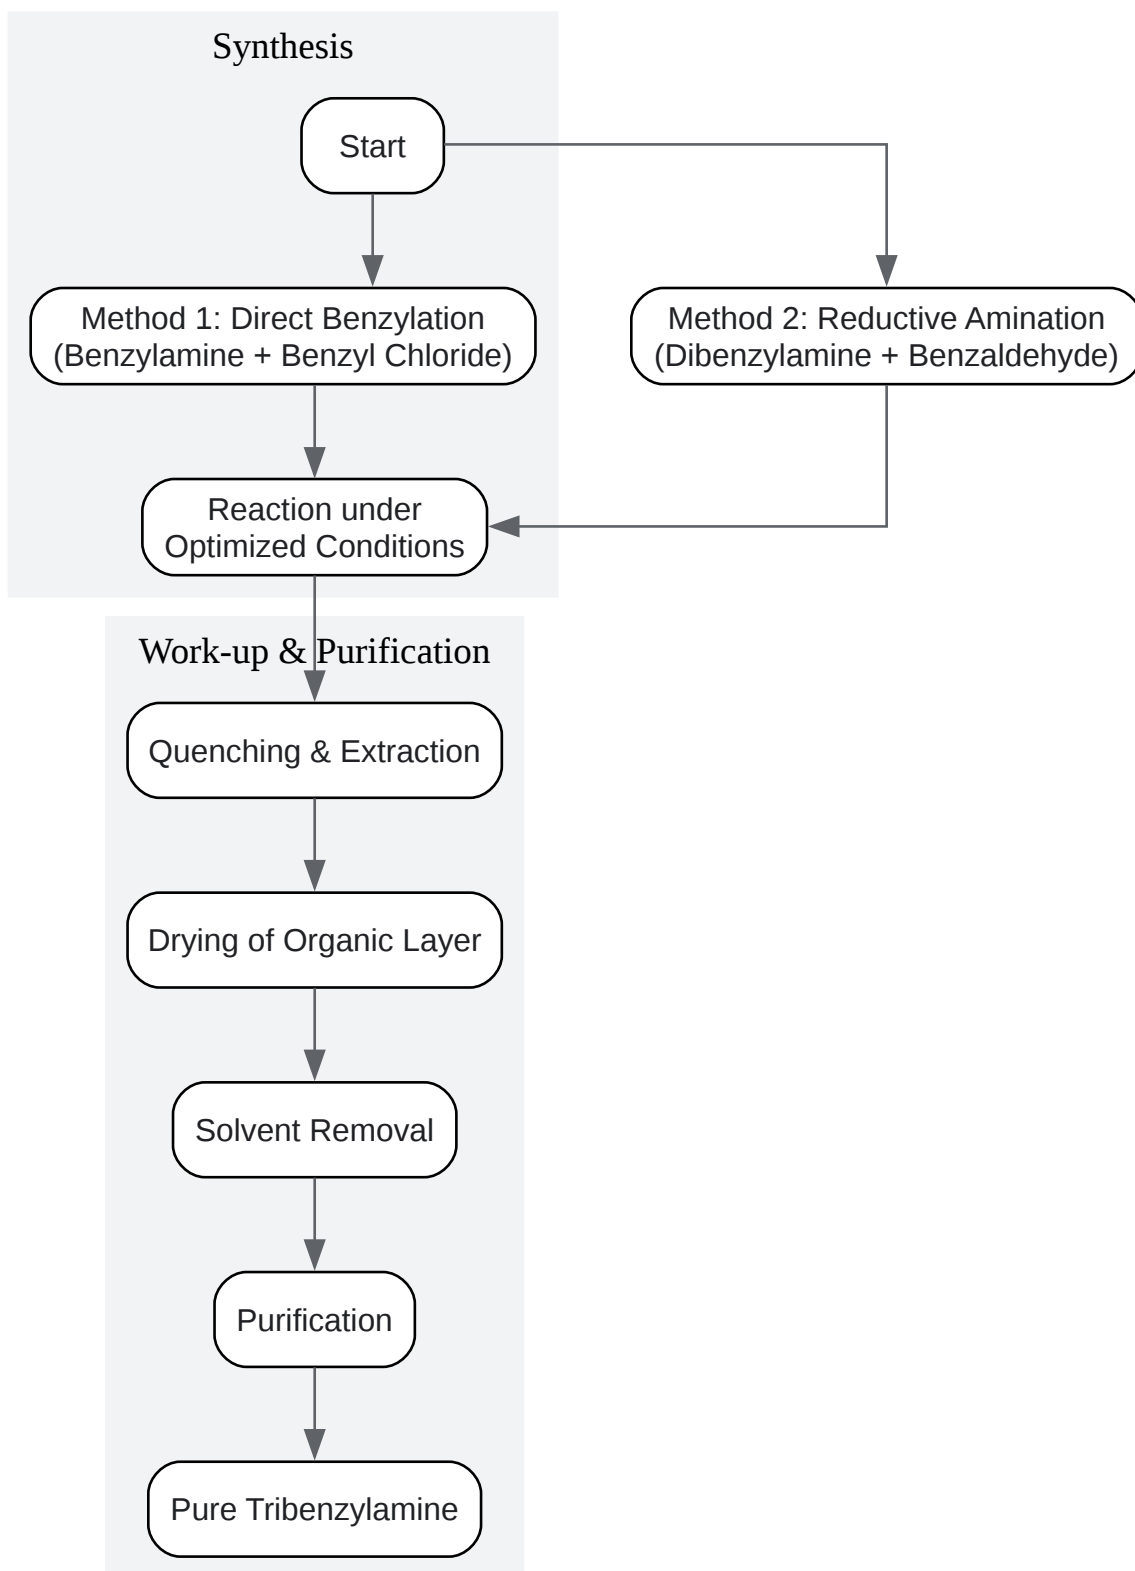 Synthesis
Start
Method 1: Direct Benzylation
(Benzylamine + Benzyl Chloride)
Method 2: Reductive Amination
(Dibenzylamine + Benzaldehyde)
Reaction under
Optimized Conditions
Work-up & Purification
Quenching & Extraction
Drying of Organic Layer
Solvent Removal
Purification
Pure Tribenzylamine